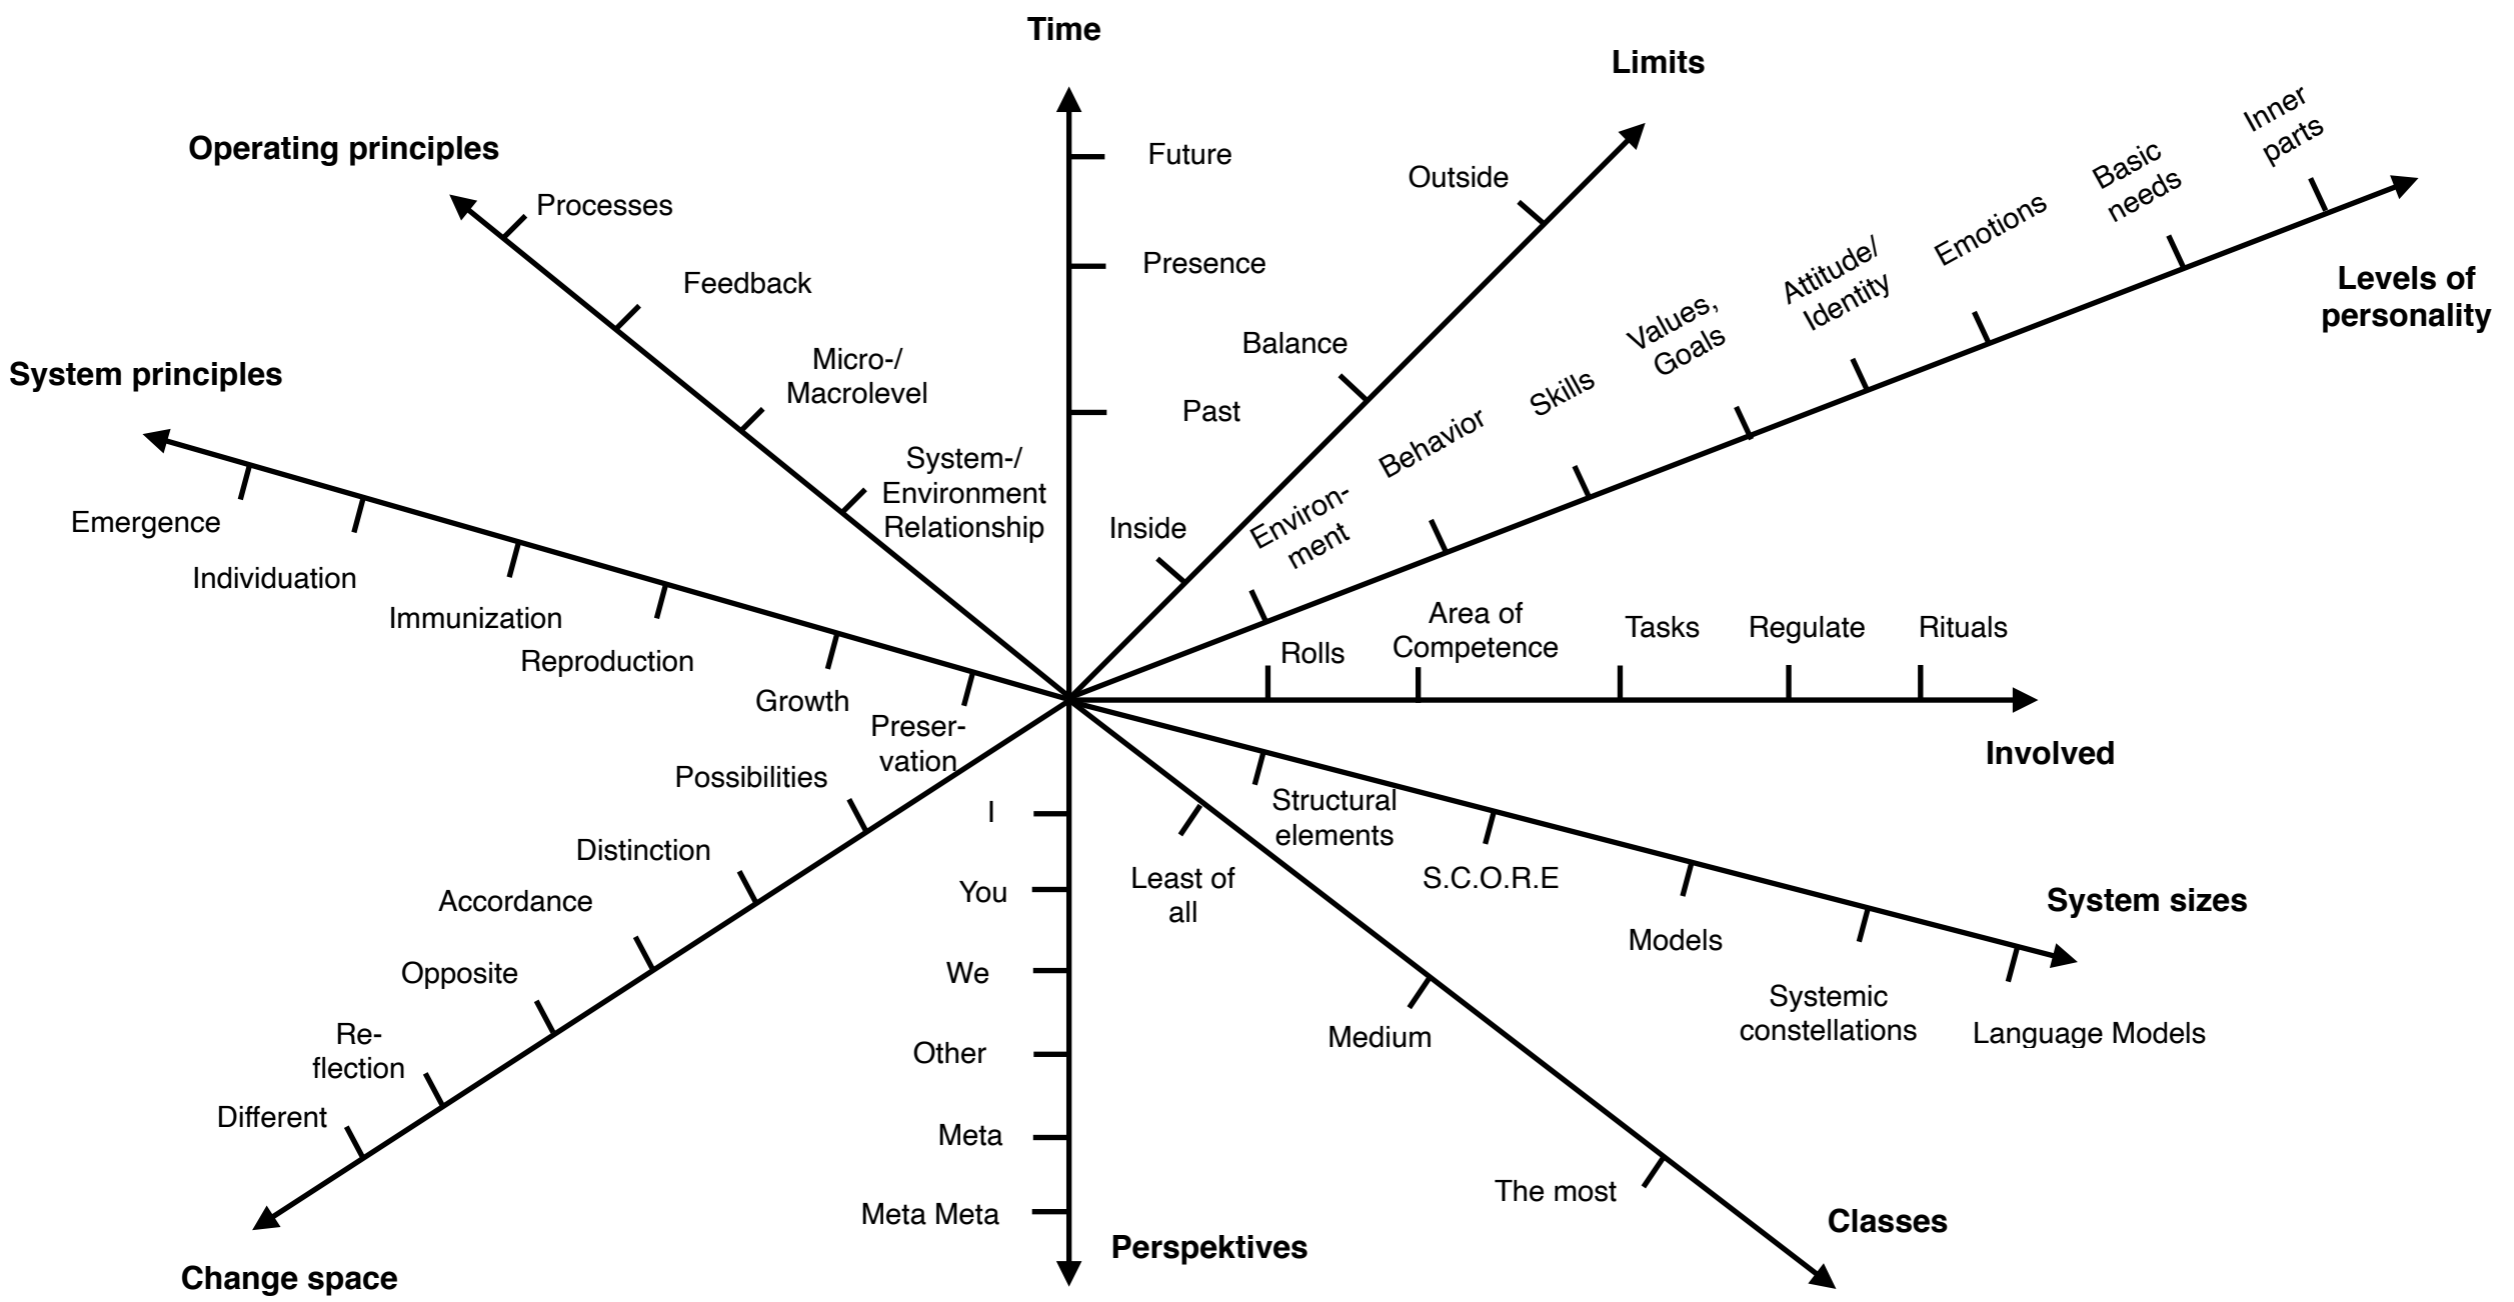 Time
Future
Presence
Past
Limits
Outside
Balance
Inside
Levels of
personality
Inner
parts
Basic
needs
Emotions
Attitude/
Identity
Values,
Goals
Skills
Behavior
Environ-
ment
Involved
Rolls
Area of
Competence
Tasks
Regulate
Rituals
System sizes
Structural
elements
S.C.O.R.E
Models
Systemic
constellations
Language Models
Classes
Least of
all
Medium
The most
Perspektives
I
You
We
Other
Meta
Meta Meta
Change space
Possibilities
Distinction
Accordance
Opposite
Re-
flection
Different
System principles
Emergence
Individuation
Immunization
Reproduction
Growth
Preser-
vation
Operating principles
Processes
Feedback
Micro-/
Macrolevel
System-/
Environment
Relationship